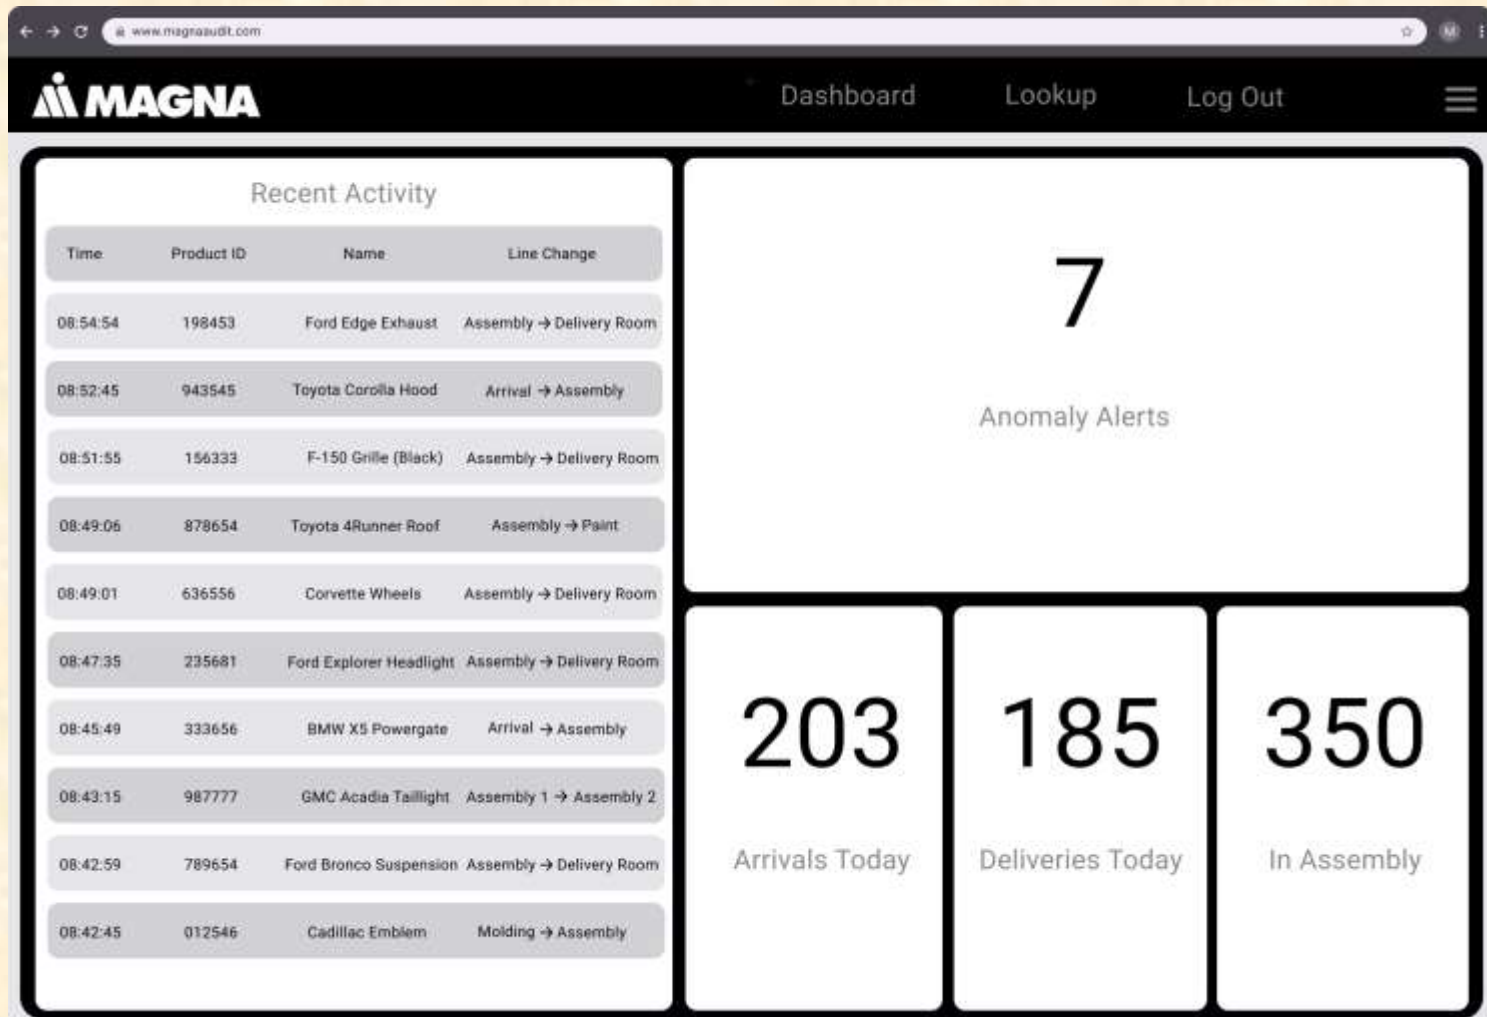 www.magnaaudit.com
M
MAGNA
Dashboard Lookup Log Out
Recent Activity
Time Product ID Name Line Change
08:54:54 198453 Ford Edge Exhaust Assembly → Delivery Room
08:52:45 943545 Toyota Corolla Hood Arrival → Assembly
08:51:55 156333 F-150 Grille (Black) Assembly → Delivery Room
08:49:06 878654 Toyota 4Runner Roof Assembly → Paint
08:49:01 636556 Corvette Wheels Assembly → Delivery Room
08:47:35 235681 Ford Explorer Headlight Assembly → Delivery Room
08:45:49 333656 BMW X5 Powergate Arrival → Assembly
08:43:15 987777 GMC Acadia Taillight Assembly 1 → Assembly 2
08:42:59 789654 Ford Bronco Suspension Assembly → Delivery Room
08:42:45 012546 Cadillac Emblem Molding → Assembly
7
Anomaly Alerts
203
Arrivals Today
185
Deliveries Today
350
In Assembly